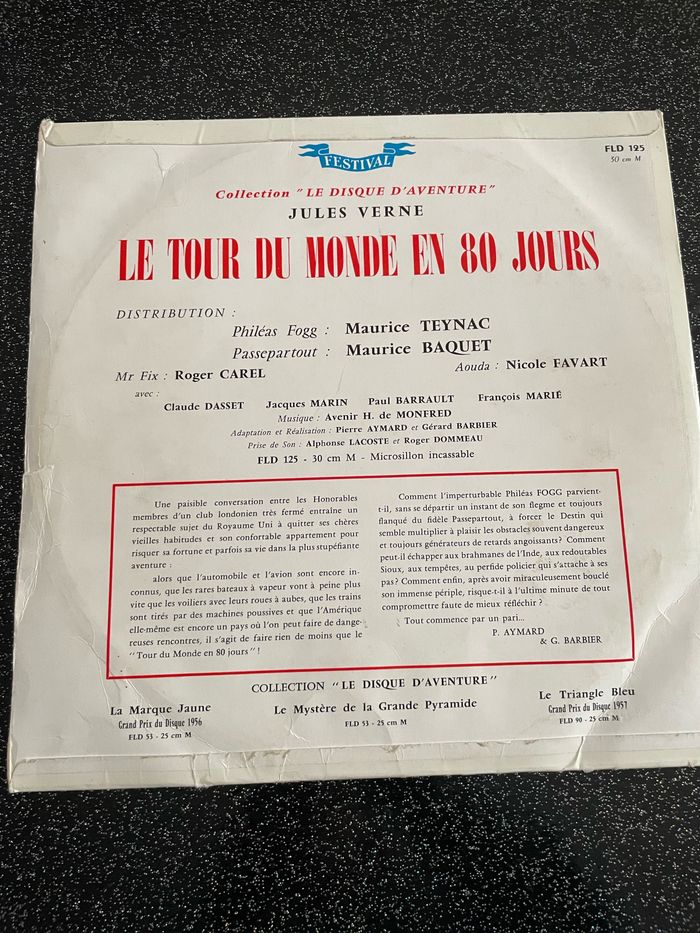 FESTIVAL
FLD 125
30 cm M
Collection "LE DISQUE D'AVENTURE"
JULES VERNE
LE TOUR DU MONDE EN 80 JOURS
DISTRIBUTION :
Philéas Fogg : Maurice TEYNAC
Passepartout : Maurice BAQUET
Mr Fix : Roger CAREL
Aouda : Nicole FAVART
avec :
Claude DASSET Jacques MARIN Paul BARRAULT François MARIÉ
Musique : Avenir H. de MONFRED
Adaptation et Réalisation : Pierre AYMARD et Gérard BARBIER
Prise de Son : Alphonse LACOSTE et Roger DOMMEAU
FLD 125 - 30 cm M - Microsillon incassable
Une paisible conversation entre les Honorables
membres d'un club londonien très fermé entraîne un
respectable sujet du Royaume Uni à quitter ses chères
vieilles habitudes et son confortable appartement pour
risquer sa fortune et parfois sa vie dans la plus stupéfiante
aventure :
alors que l'automobile et l'avion sont encore in-
connus, que les rares bateaux à vapeur vont à peine plus
vite que les voiliers avec leurs roues à aubes, que les trains
sont tirés par des machines poussives et que l'Amérique
elle-même est encore un pays où l'on peut faire de dange-
reuses rencontres, il s'agit de faire rien de moins que le
"Tour du Monde en 80 jours" !
Comment l'imperturbable Philéas FOGG parvient-
t-il, sans se départir un instant de son flegme et toujours
flanqué du fidèle Passepartout, à forcer le Destin qui
semble multiplier à plaisir les obstacles souvent dangereux
et toujours générateurs de retards angoissants ? Comment
peut-il échapper aux brahmanes de l'Inde, aux redoutables
Sioux, aux tempêtes, au perfide policier qui s'attache à ses
pas ? Comment enfin, après avoir miraculeusement bouclé
son immense périple, risque-t-il à l'ultime minute de tout
compromettre faute de mieux réfléchir ?
Tout commence par un pari...
P. AYMARD
& G. BARBIER
COLLECTION "LE DISQUE D'AVENTURE"
La Marque Jaune
Grand Prix du Disque 1956
FLD 53 - 25 cm M
Le Mystère de la Grande Pyramide
FLD 53 - 25 cm M
Le Triangle Bleu
Grand Prix du Disque 1957
FLD 90 - 25 cm M